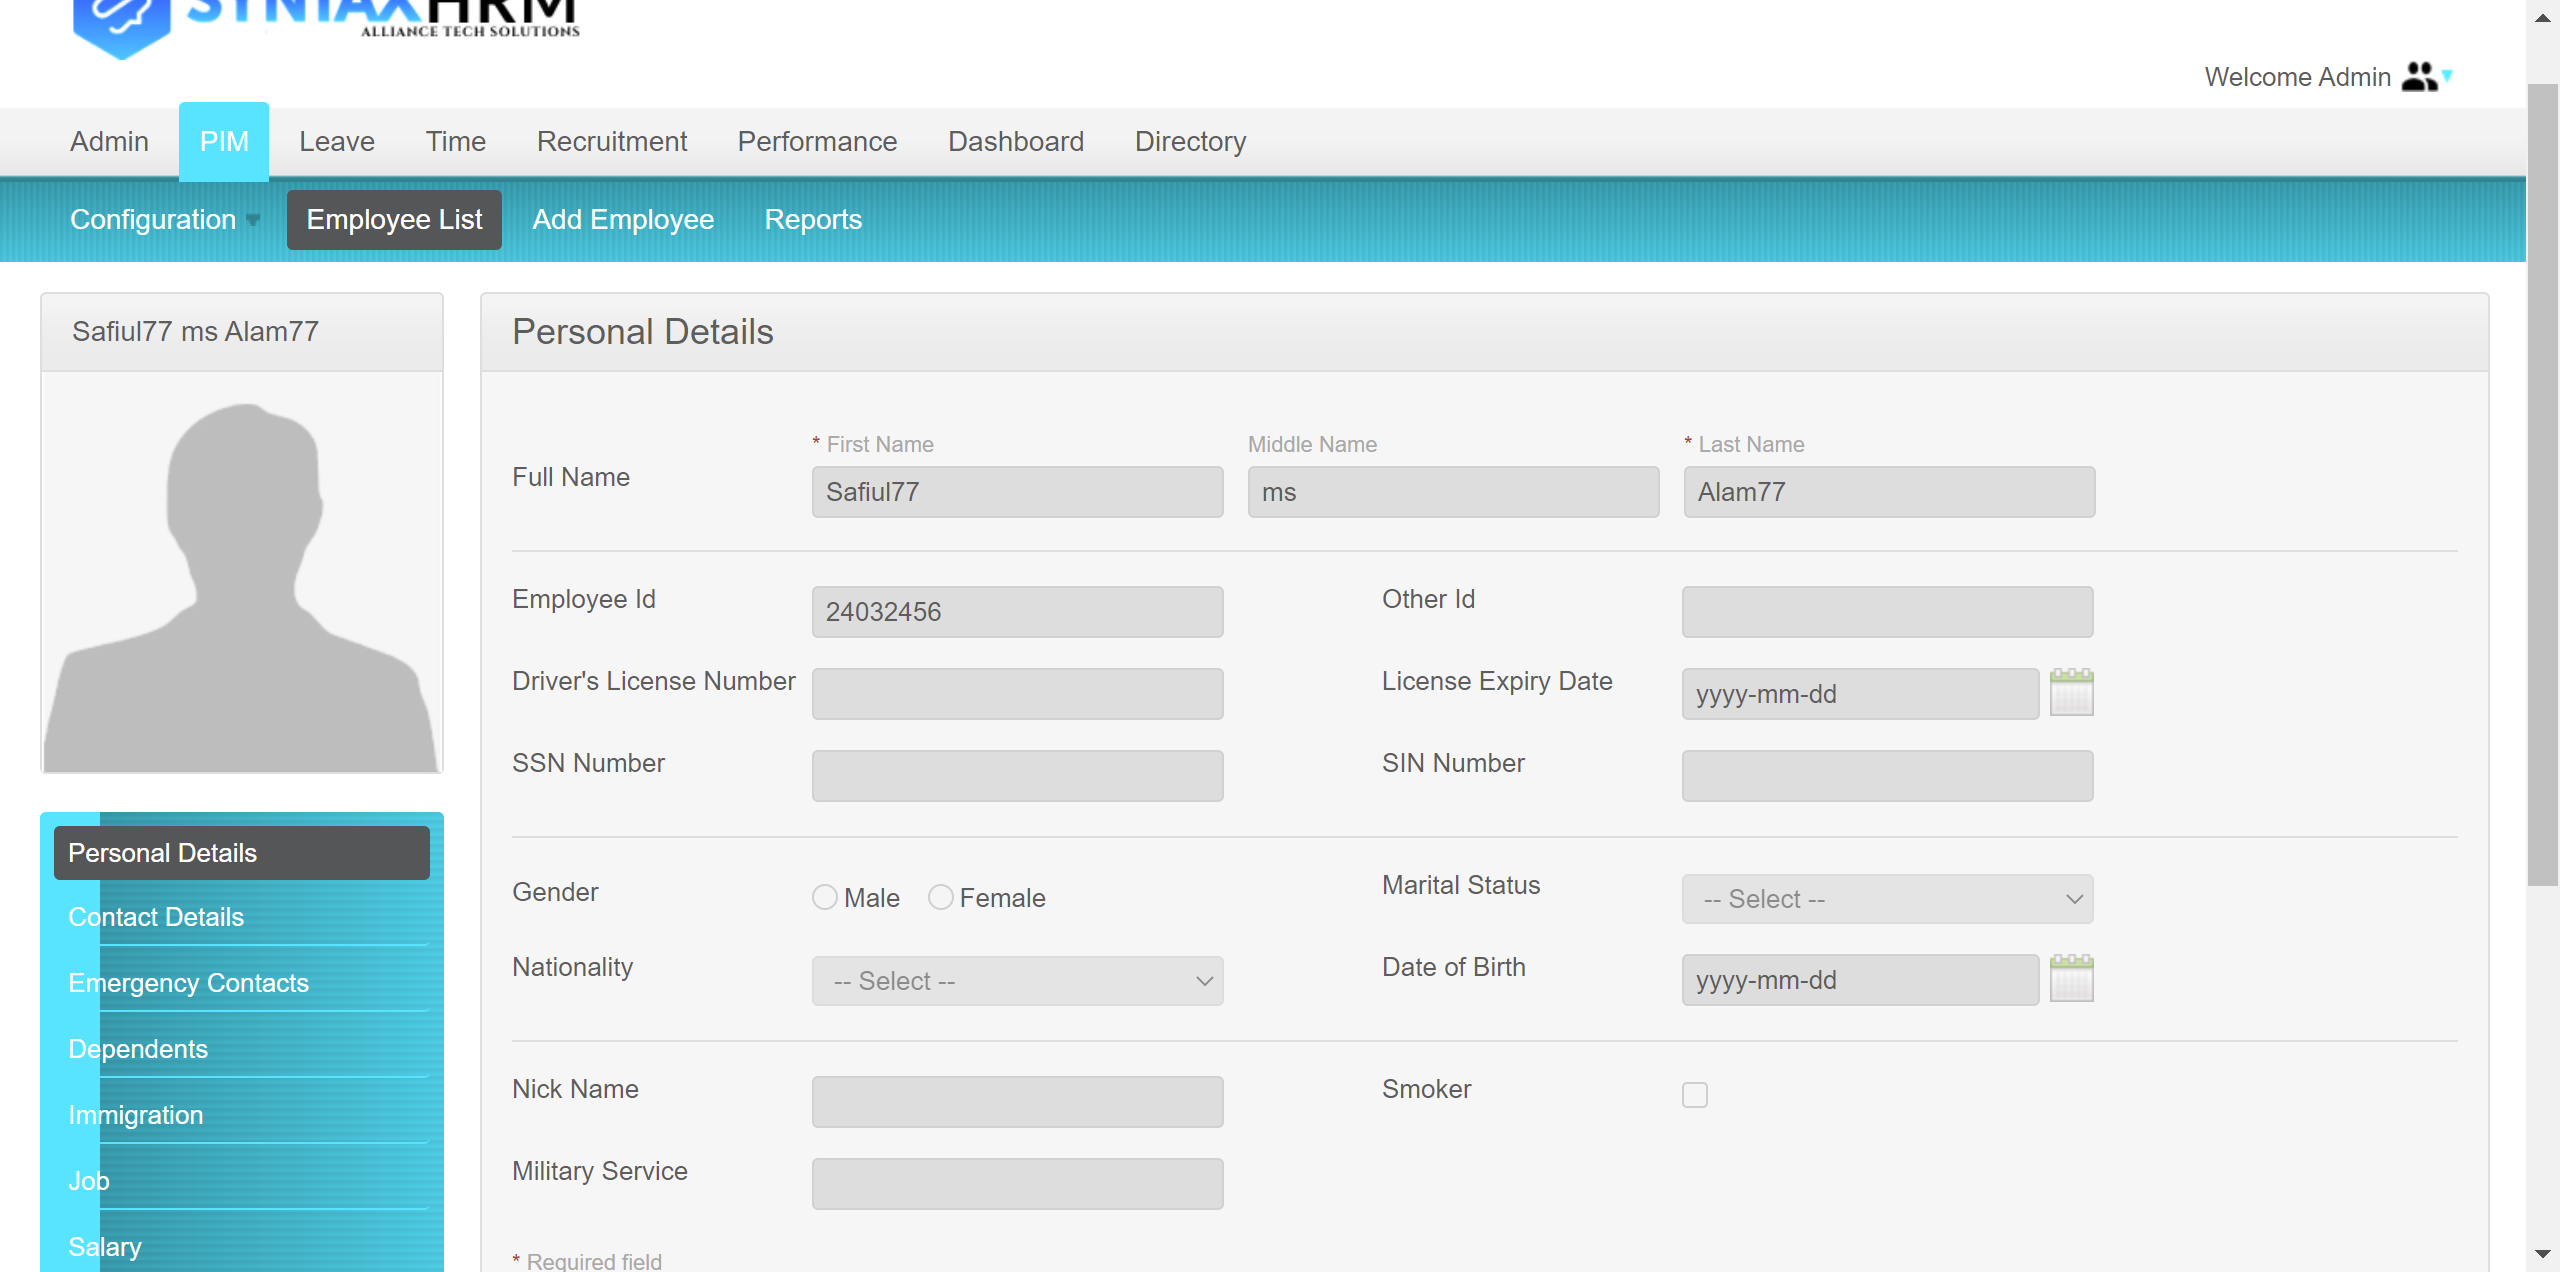 SYNTAXHRM
ALLIANCE TECH SOLUTIONS
Welcome Admin
Admin PIM Leave Time Recruitment Performance Dashboard Directory
Configuration Employee List Add Employee Reports
Safiul77 ms Alam77
Personal Details
* First Name Middle Name * Last Name
Full Name Safiul77 ms Alam77
Employee Id 24032456 Other Id
Driver's License Number License Expiry Date yyyy-mm-dd
SSN Number SIN Number
Gender Male Female Marital Status -- Select --
Nationality -- Select -- Date of Birth yyyy-mm-dd
Nick Name Smoker
Military Service
* Required field
Personal Details
Contact Details
Emergency Contacts
Dependents
Immigration
Job
Salary